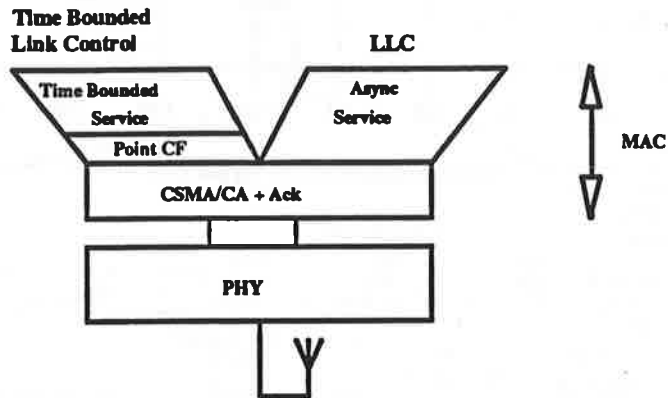 Time Bounded
Link Control
LLC
Time Bounded
Service
Async
Service
Point CF
MAC
CSMA/CA + Ack
PHY